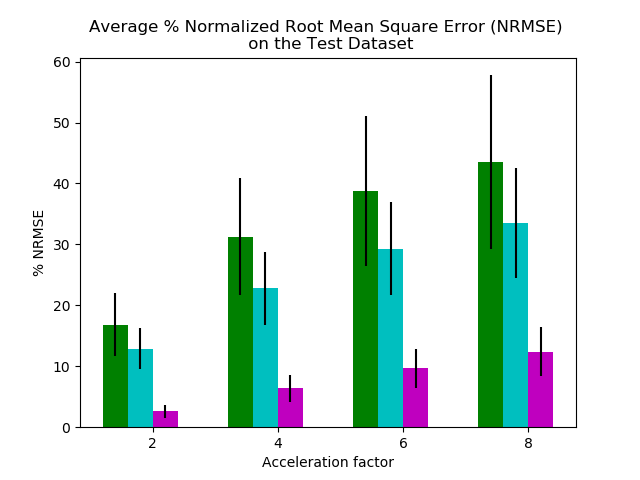 Average % Normalized Root Mean Square Error (NRMSE)
on the Test Dataset
60
50
40
30
20
10
0
% NRMSE
2 4 6 8
Acceleration factor